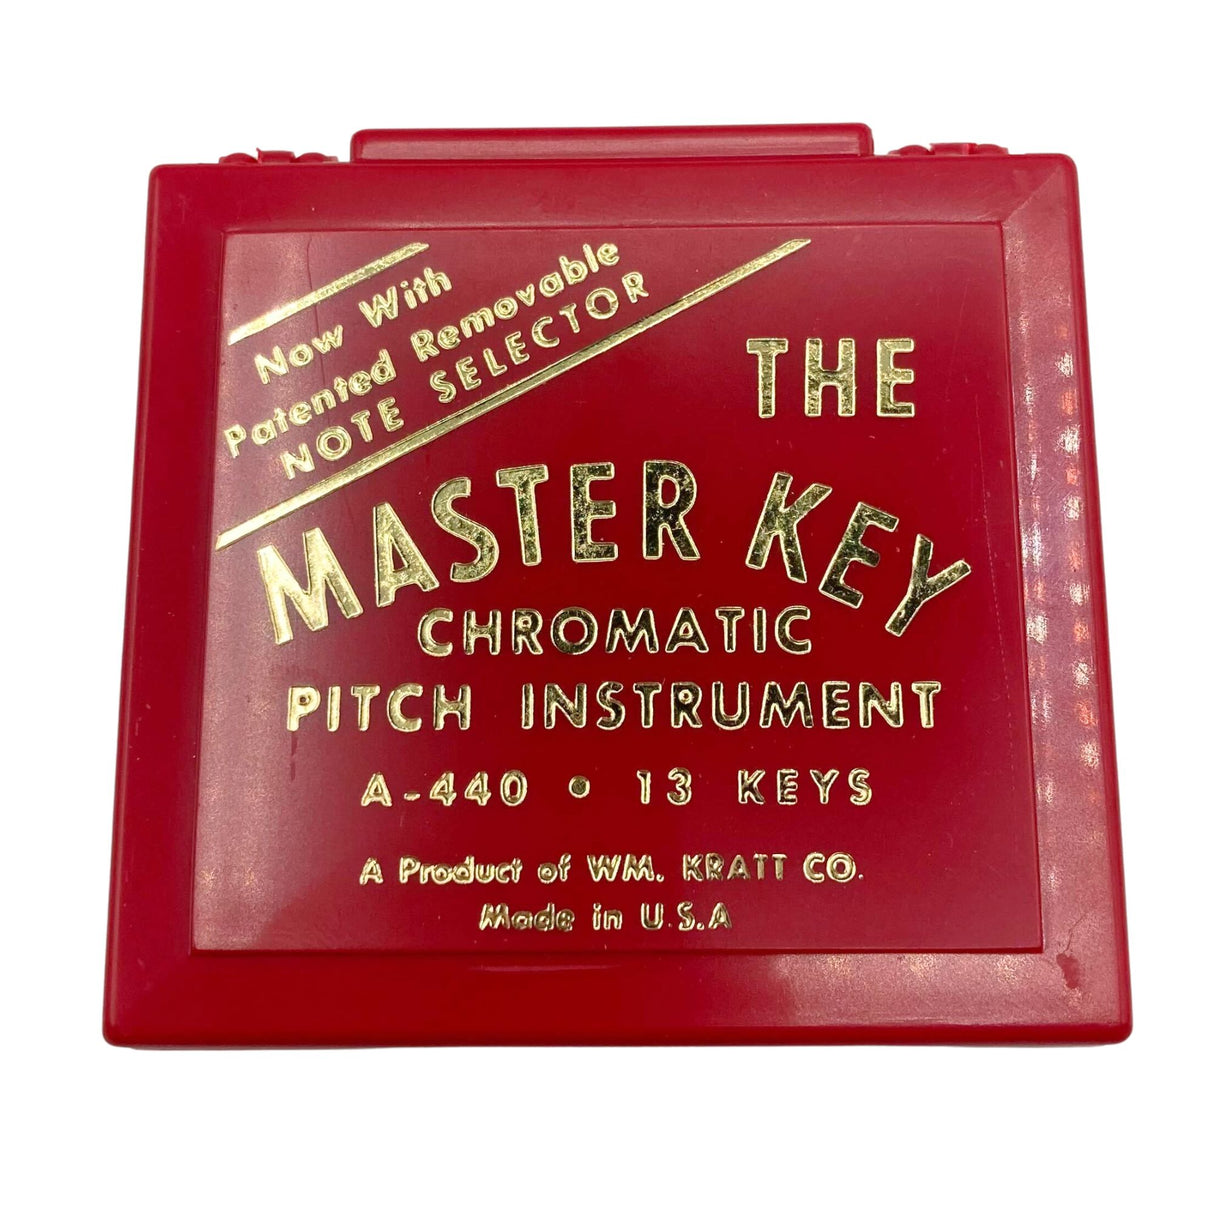 Now With
Patented Removable
NOTE SELECTOR
THE
MASTER KEY
CHROMATIC
PITCH INSTRUMENT
A-440 • 13 KEYS
A Product of WM. KRATT CO.
Made in U.S.A